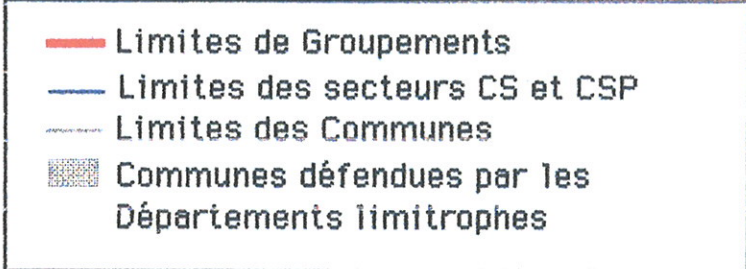 Limites de Groupements
Limites des secteurs CS et CSP
Limites des Communes
Communes défendues par les
Départements limitrophes